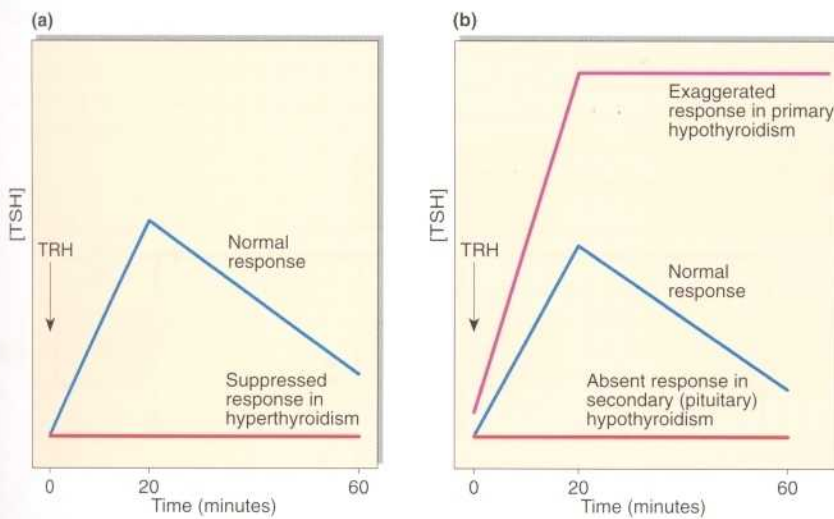 (a)
[TSH]
TRH
Normal
response
Suppressed
response in
hyperthyroidism
0
20
60
Time (minutes)
(b)
[TSH]
TRH
Exaggerated
response in primary
hypothyroidism
Normal
response
Absent response in
secondary (pituitary)
hypothyroidism
0
20
60
Time (minutes)